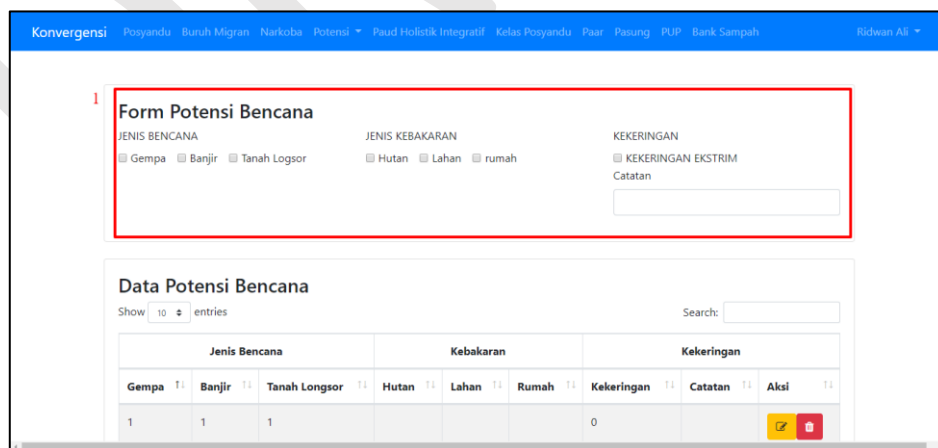 Konvergensi Posyandu Buruh Migran Narkoba Potensi Paud Holistik Integratif Kelas Posyandu Paar Pasung PUP Bank Sampah Ridwan Ali
1
Form Potensi Bencana
JENIS BENCANA JENIS KEBAKARAN KEKERINGAN
Gempa Banjir Tanah Logsor Hutan Lahan rumah KEKERINGAN EKSTRIM
Catatan
Data Potensi Bencana
Show 10 entries Search:
Jenis Bencana Kebakaran Kekeringan
Gempa Banjir Tanah Longsor Hutan Lahan Rumah Kekeringan Catatan Aksi
1 1 1 0